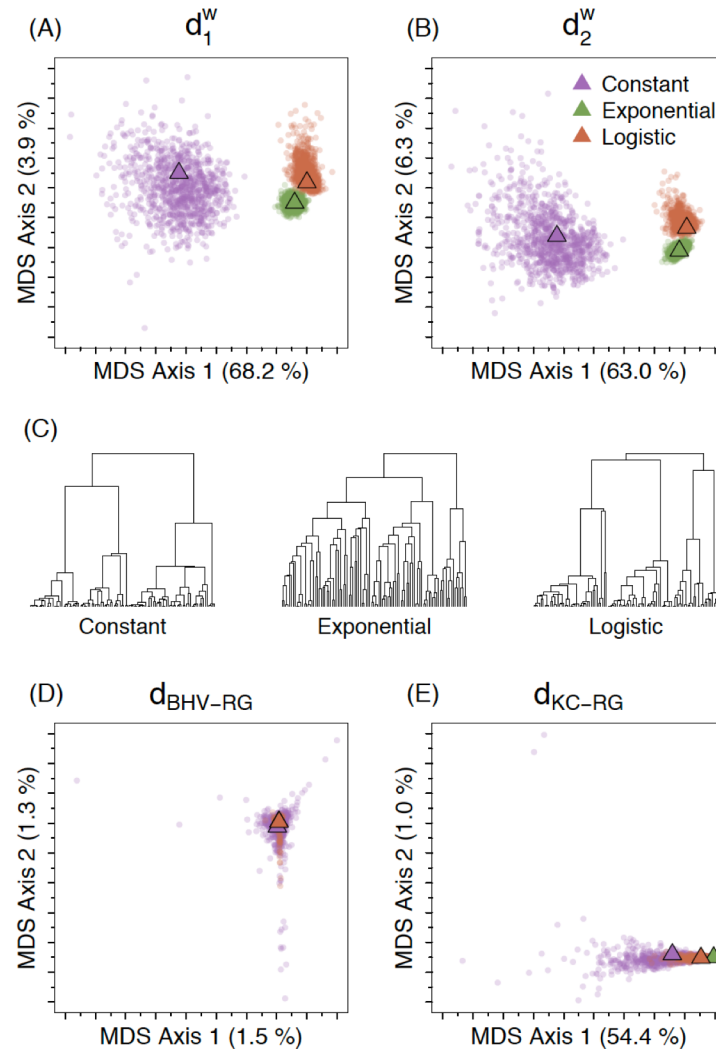 (A) d₁ʷ
(B) d₂ʷ
MDS Axis 2 (3.9 %)
MDS Axis 1 (68.2 %)
MDS Axis 2 (6.3 %)
Constant
Exponential
Logistic
MDS Axis 1 (63.0 %)
(C)
Constant Exponential Logistic
(D) d_BHV−RG
(E) d_KC−RG
MDS Axis 2 (1.3 %)
MDS Axis 1 (1.5 %)
MDS Axis 2 (1.0 %)
MDS Axis 1 (54.4 %)